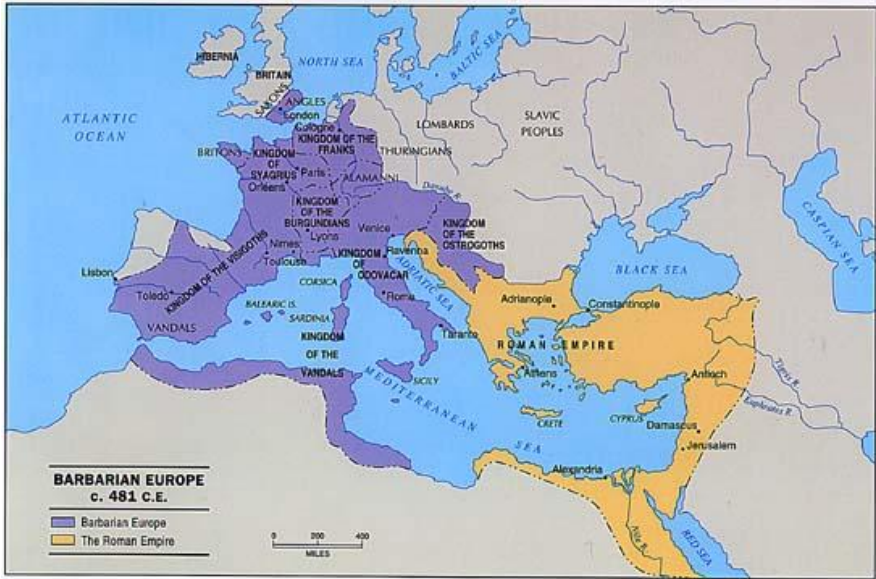 HIBERNIA
BRITAIN
NORTH SEA
BALTIC SEA
SAXONS
ANGLES
London
Cologne
KINGDOM OF THE
FRANKS
LOMBARDS
SLAVIC
PEOPLES
THURINGIANS
ATLANTIC
OCEAN
BRITONS
KINGDOM
OF
SYAGRIUS
Paris
Orléans
ALAMANNI
Danube R.
KINGDOM
OF THE
BURGUNDIANS
Lyons
Venice
KINGDOM
OF THE
OSTROGOTHS
CASPIAN SEA
Nimes
Toulouse
KINGDOM
OF
ODOVACAR
Ravenna
ADRIATIC SEA
BLACK SEA
KINGDOM OF THE VISIGOTHS
Lisbon
Toledo
VANDALS
BALEARIC IS.
CORSICA
SARDINIA
Rome
Adrianople
Constantinople
KINGDOM
OF THE
VANDALS
Taranto
ROMAN EMPIRE
Athens
SICILY
MEDITERRANEAN
SEA
CRETE
CYPRUS
Antioch
Tigris R.
Euphrates R.
Damascus
Jerusalem
Alexandria
Nile R.
RED SEA
BARBARIAN EUROPE
c. 481 C.E.
Barbarian Europe
The Roman Empire
0 200 400
MILES